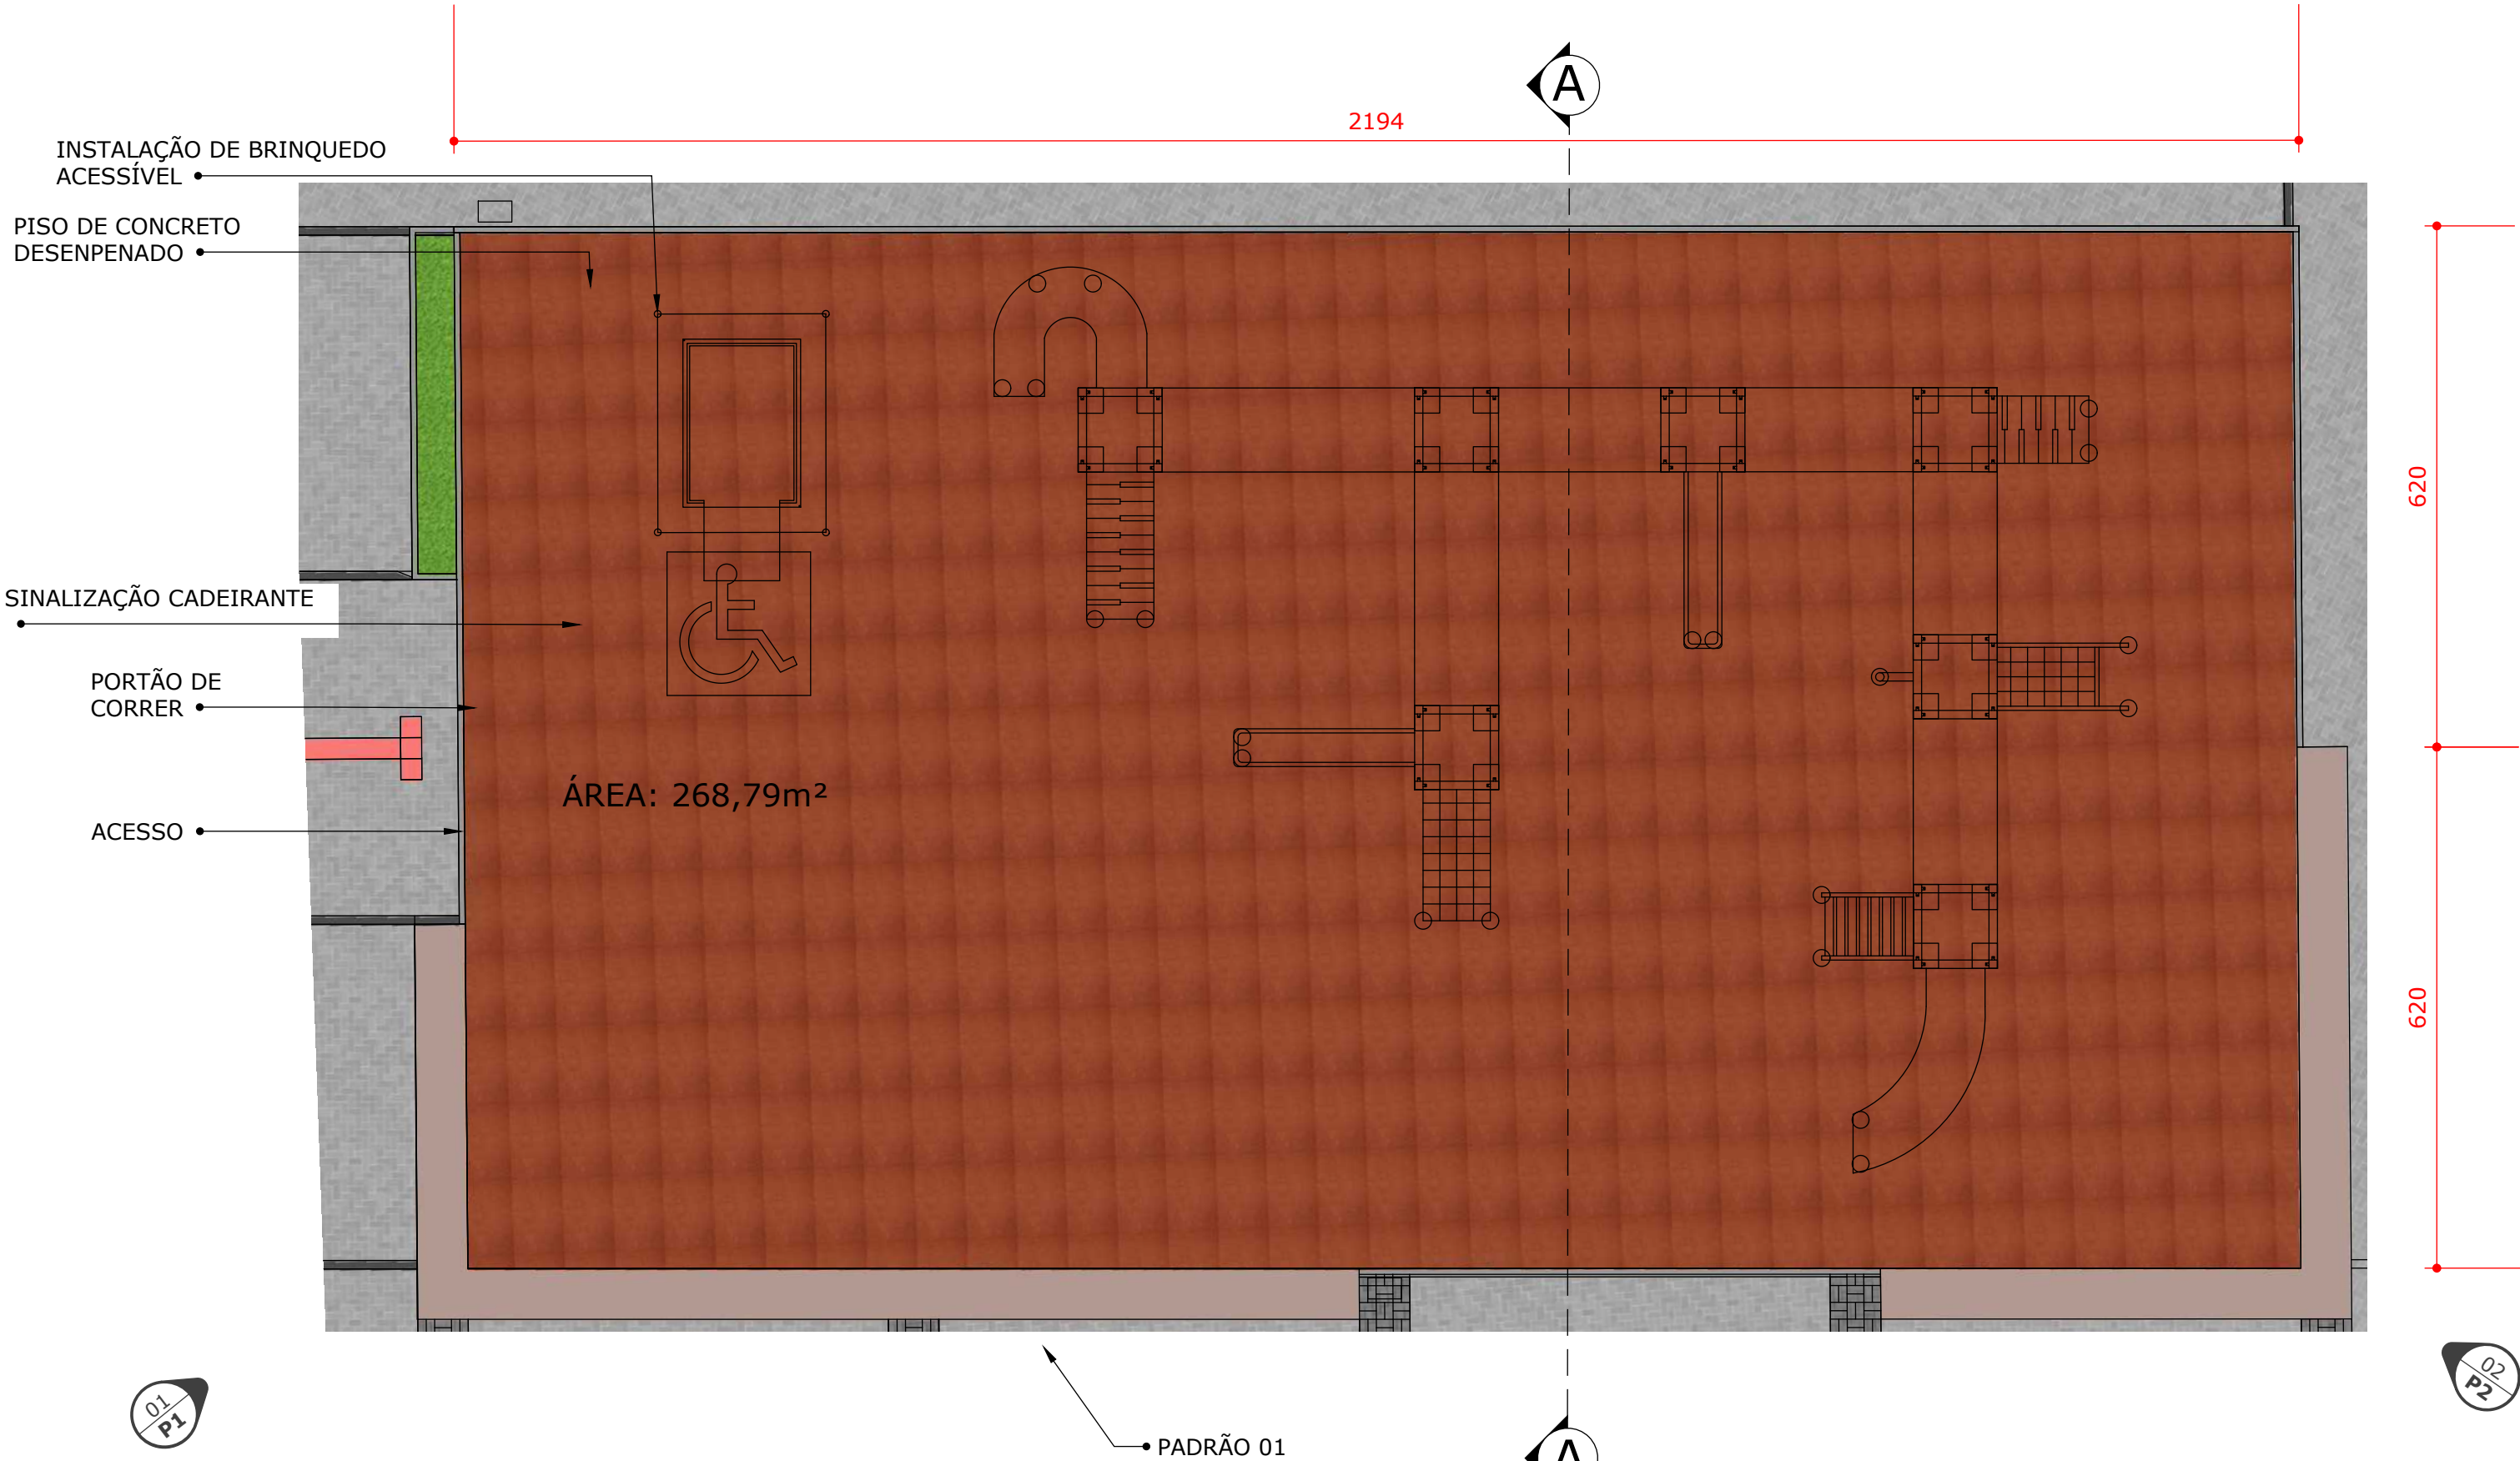 A
2194
INSTALAÇÃO DE BRINQUEDO
ACESSÍVEL
PISO DE CONCRETO
DESENPENADO
620
SINALIZAÇÃO CADEIRANTE
PORTÃO DE
CORRER
ÁREA: 268,79m²
ACESSO
620
01
P1
02
P2
PADRÃO 01
A